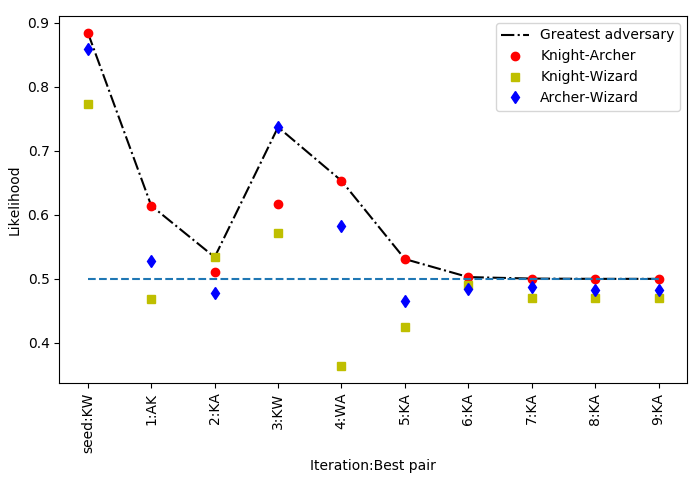 0.9
0.8
0.7
0.6
0.5
0.4
Likelihood
Greatest adversary
Knight-Archer
Knight-Wizard
Archer-Wizard
seed:KW
1:AK
2:KA
3:KW
4:WA
5:KA
6:KA
7:KA
8:KA
9:KA
Iteration:Best pair